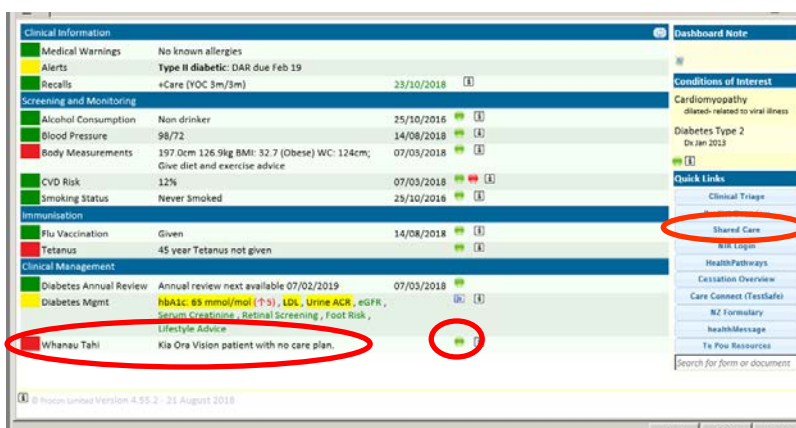 Clinical Information
Medical Warnings No known allergies
Alerts Type II diabetic: DAR due Feb 19
Recalls +Care (YOC 3m/3m) 23/10/2018
Screening and Monitoring
Alcohol Consumption Non drinker 25/10/2016
Blood Pressure 98/72 14/08/2018
Body Measurements 197.0cm 126.9kg BMI: 32.7 (Obese) WC: 124cm; 07/03/2018
Give diet and exercise advice
CVD Risk 12% 07/03/2018
Smoking Status Never Smoked 25/10/2016
Immunisation
Flu Vaccination Given 14/08/2018
Tetanus 45 year Tetanus not given
Clinical Management
Diabetes Annual Review Annual review next available 07/02/2019 07/03/2018
Diabetes Mgmt hbA1c: 65 mmol/mol (↑5) , LDL , Urine ACR , eGFR ,
Serum Creatinine , Retinal Screening , Foot Risk ,
Lifestyle Advice
Whanau Tahi Kia Ora Vision patient with no care plan.
© Procon Limited Version 4.55.2 - 21 August 2018
Dashboard Note
Conditions of Interest
Cardiomyopathy
dilated- related to viral illness
Diabetes Type 2
Dx Jan 2013
Quick Links
Clinical Triage
Shared Care
NIR Login
HealthPathways
Cessation Overview
Care Connect (TestSafe)
NZ Formulary
healthMessage
Te Pou Resources
Search for form or document